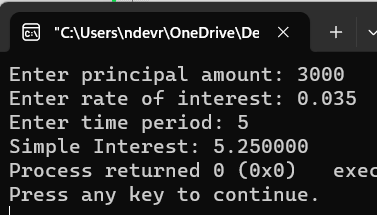 "C:\Users\ndevr\OneDrive\De
Enter principal amount: 3000
Enter rate of interest: 0.035
Enter time period: 5
Simple Interest: 5.250000
Process returned 0 (0x0)   exec
Press any key to continue.